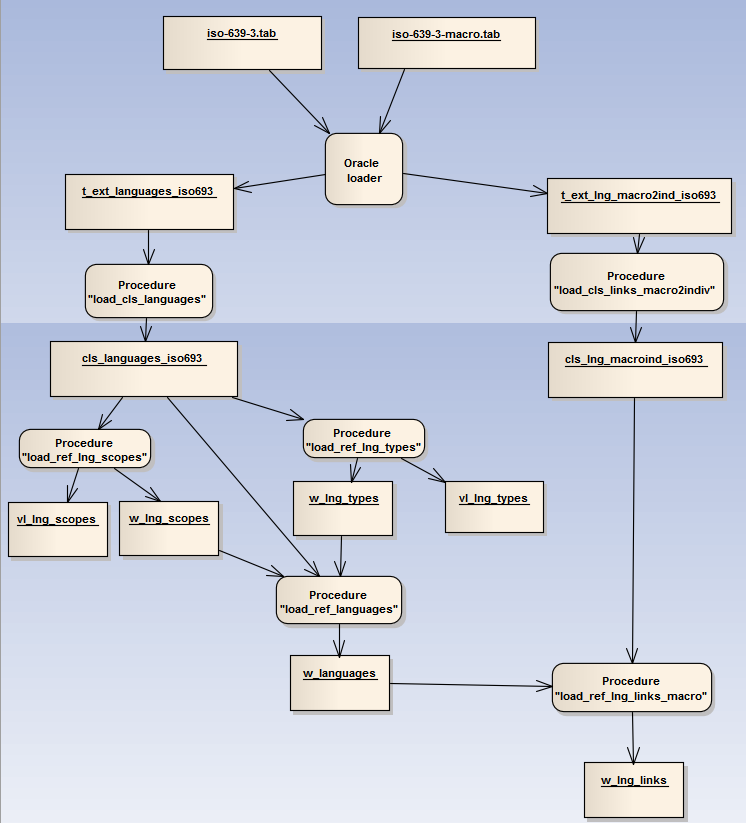 iso-639-3.tab
iso-639-3-macro.tab
Oracle
loader
t_ext_languages_iso693
t_ext_lng_macro2ind_iso693
Procedure
"load_cls_languages"
Procedure
"load_cls_links_macro2indiv"
cls_languages_iso693
cls_lng_macroind_iso693
Procedure
"load_ref_lng_scopes"
Procedure
"load_ref_lng_types"
vl_lng_scopes
w_lng_scopes
w_lng_types
vl_lng_types
Procedure
"load_ref_languages"
w_languages
Procedure
"load_ref_lng_links_macro"
w_lng_links